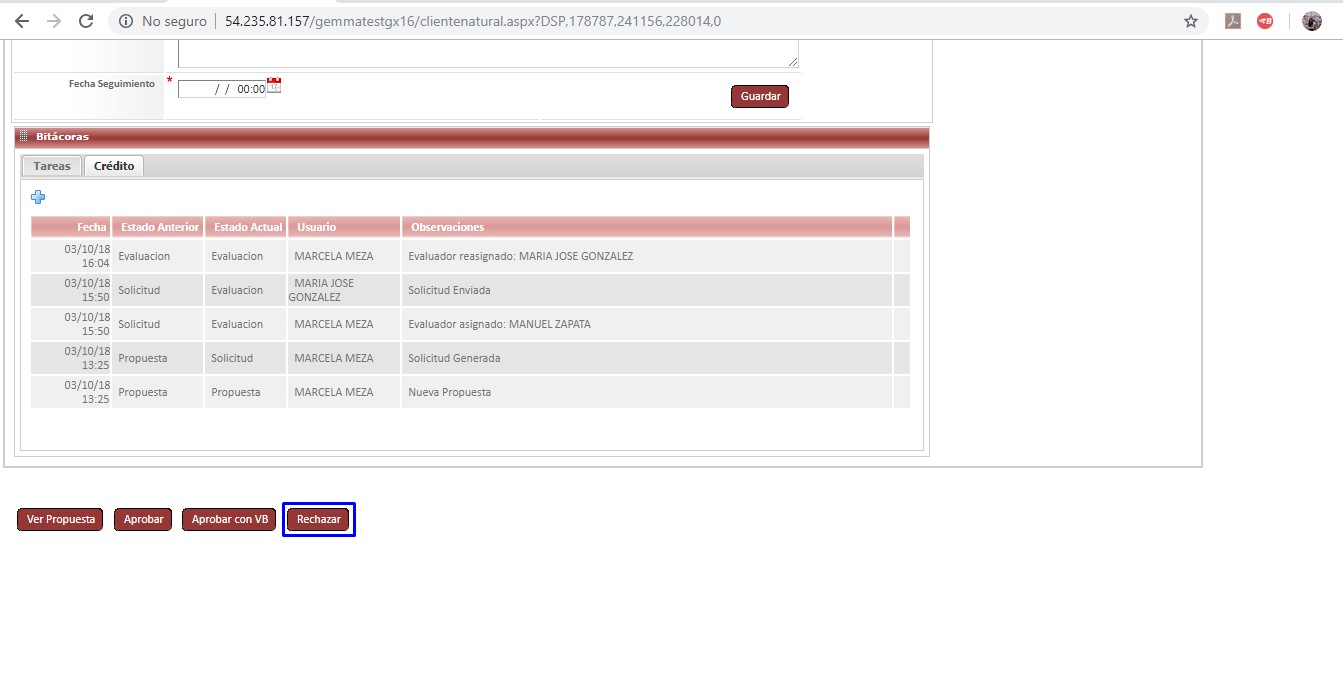 No seguro | 54.235.81.157/gemmatestgx16/clientenatural.aspx?DSP,178787,241156,228014,0
Fecha Seguimiento * / / 00:00
Guardar
Bitácoras
Tareas Crédito
Fecha Estado Anterior Estado Actual Usuario Observaciones
03/10/18 16:04 Evaluacion Evaluacion MARCELA MEZA Evaluador reasignado: MARIA JOSE GONZALEZ
03/10/18 15:50 Solicitud Evaluacion MARIA JOSE GONZALEZ Solicitud Enviada
03/10/18 15:50 Solicitud Evaluacion MARCELA MEZA Evaluador asignado: MANUEL ZAPATA
03/10/18 13:25 Propuesta Solicitud MARCELA MEZA Solicitud Generada
03/10/18 13:25 Propuesta Propuesta MARCELA MEZA Nueva Propuesta
Ver Propuesta Aprobar Aprobar con VB Rechazar